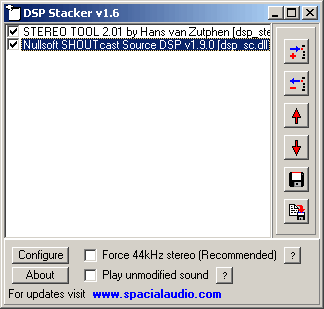 DSP Stacker v1.6
STEREO TOOL 2.01 by Hans van Zutphen [dsp_ste
Nullsoft SHOUTcast Source DSP v1.9.0 [dsp_sc.dll]
Configure
Force 44kHz stereo (Recommended)
?
About
Play unmodified sound
?
For updates visit www.spacialaudio.com